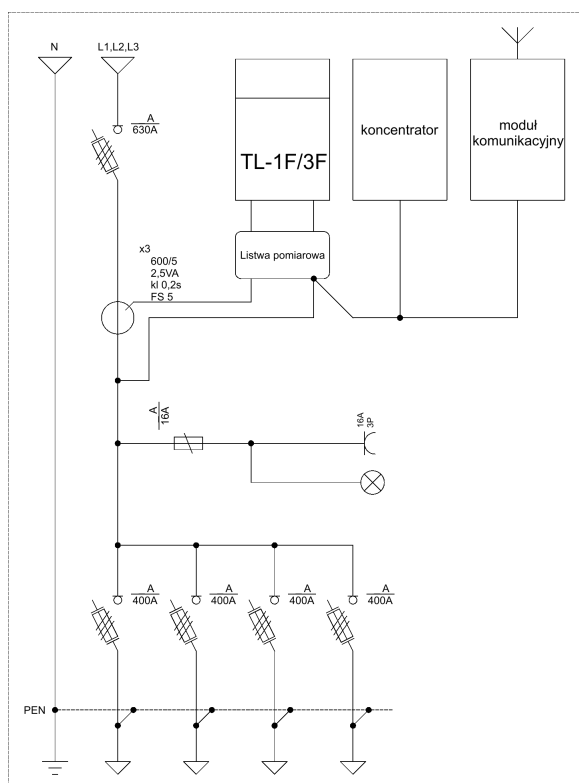 N
L1,L2,L3
A
630A
TL-1F/3F
koncentrator
moduł
komunikacyjny
Listwa pomiarowa
x3
600/5
2,5VA
kl 0,2s
FS 5
A
16A
16A
3P
A
400A
A
400A
A
400A
A
400A
PEN